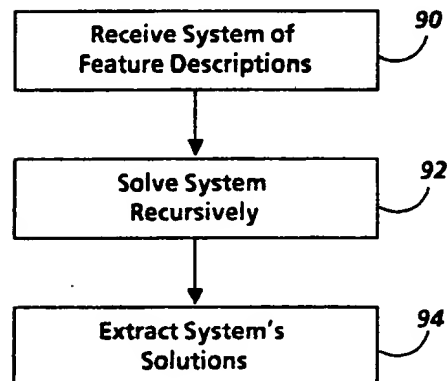 90
Receive System of
Feature Descriptions
92
Solve System
Recursively
94
Extract System's
Solutions